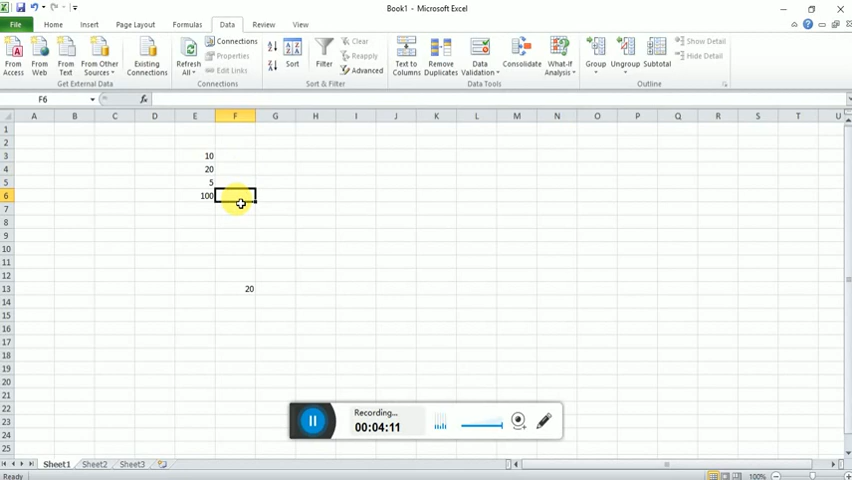 Book1 - Microsoft Excel
File Home Insert Page Layout Formulas Data Review View
From Access
From Web
From Text
From Other Sources
Existing Connections
Get External Data
Refresh All
Connections
Properties
Edit Links
Connections
Sort
Filter
Clear
Reapply
Advanced
Sort & Filter
Text to Columns
Remove Duplicates
Data Validation
Consolidate
What-If Analysis
Data Tools
Group
Ungroup
Subtotal
Show Detail
Hide Detail
Outline
F6 fx
A B C D E F G H I J K L M N O P Q R S T U
1
2
3 10
4 20
5 5
6 100
7
8
9
10
11
12
13 20
14
15
16
17
18
19
20
21
22
23
24
25
Recording...
00:04:11
Sheet1 Sheet2 Sheet3
Ready 100%